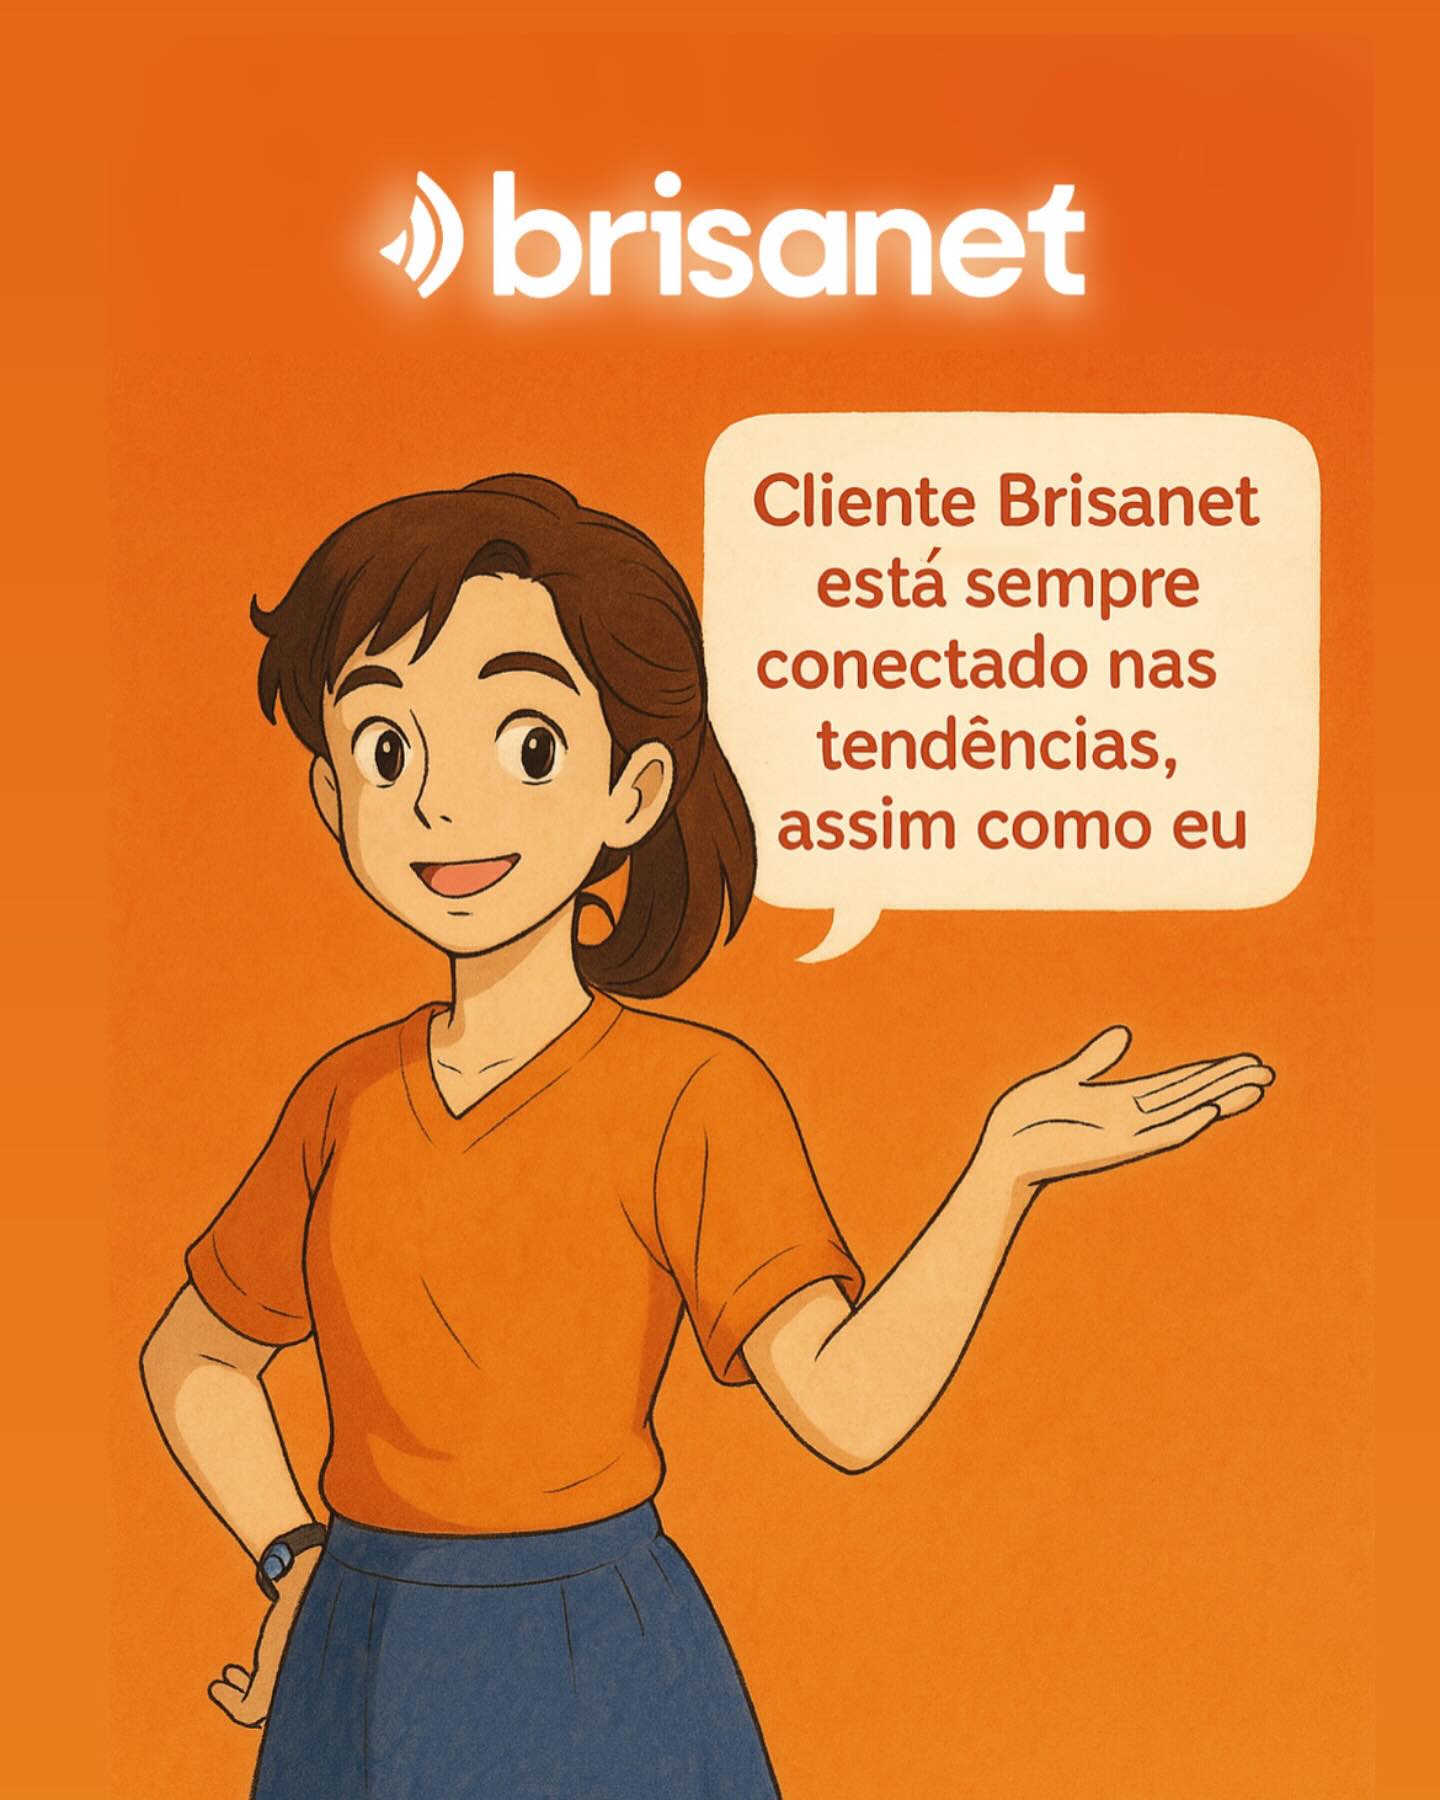 brisanet
Cliente Brisanet
está sempre
conectado nas
tendências,
assim como eu